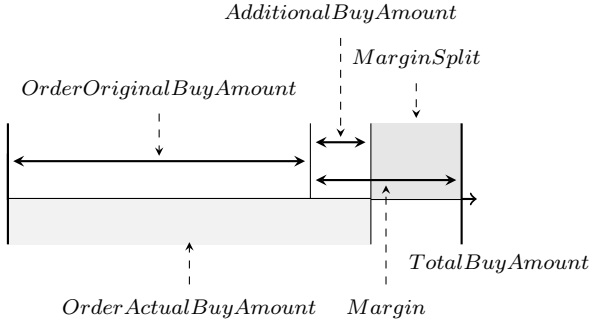 AdditionalBuyAmount
MarginSplit
OrderOriginalBuyAmount
TotalBuyAmount
OrderActualBuyAmount
Margin